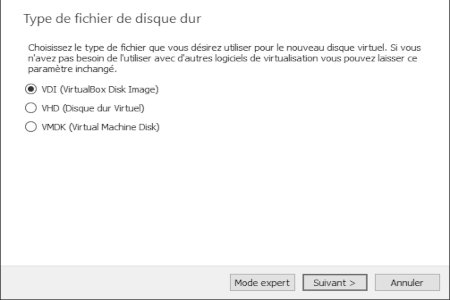 Type de fichier de disque dur
Choisissez le type de fichier que vous désirez utiliser pour le nouveau disque virtuel. Si vous
n'avez pas besoin de l'utiliser avec d'autres logiciels de virtualisation vous pouvez laisser ce
paramètre inchangé.
VDI (VirtualBox Disk Image)
VHD (Disque dur Virtuel)
VMDK (Virtual Machine Disk)
Mode expert
Suivant >
Annuler